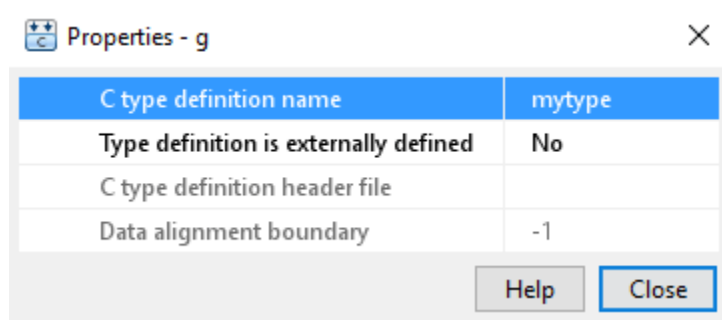 Properties - g
C type definition name mytype
Type definition is externally defined No
C type definition header file
Data alignment boundary -1
Help Close